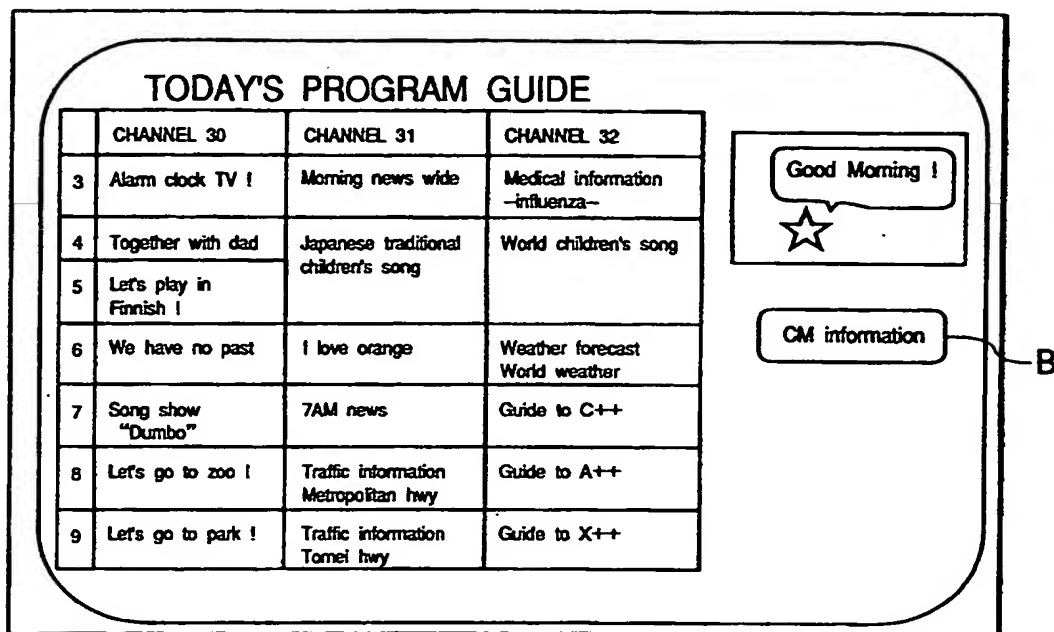 TODAY'S PROGRAM GUIDE
CHANNEL 30 CHANNEL 31 CHANNEL 32
3 Alarm clock TV ! Morning news wide Medical information
–influenza–
4 Together with dad Japanese traditional World children's song
children's song
5 Let's play in
Finnish !
6 We have no past I love orange Weather forecast
World weather
7 Song show 7AM news Guide to C++
"Dumbo"
8 Let's go to zoo ! Traffic information Guide to A++
Metropolitan hwy
9 Let's go to park ! Traffic information Guide to X++
Tomei hwy
Good Morning !
CM information
B